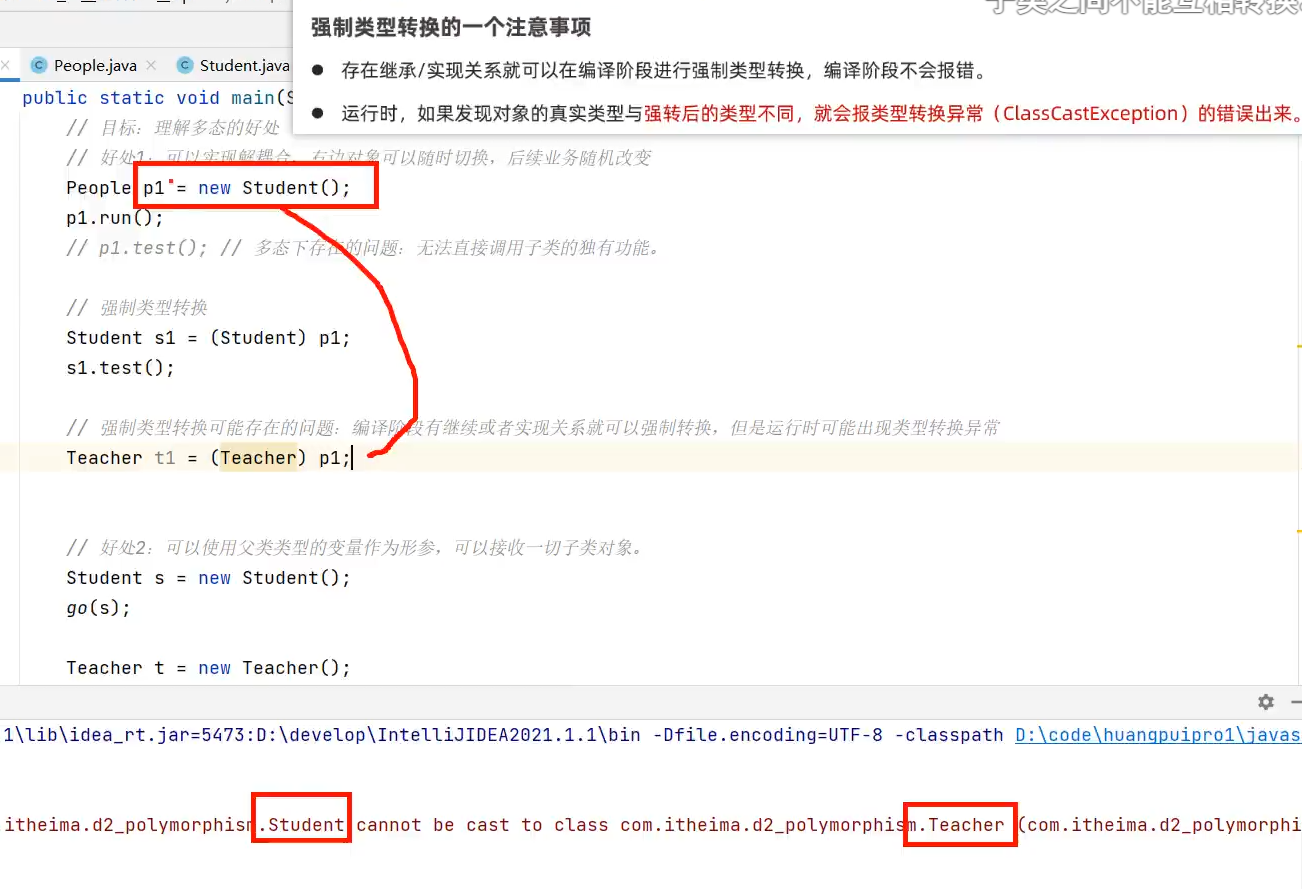 子类之间不能互相转换
强制类型转换的一个注意事项
● 存在继承/实现关系就可以在编译阶段进行强制类型转换，编译阶段不会报错。
● 运行时，如果发现对象的真实类型与强转后的类型不同，就会报类型转换异常（ClassCastException）的错误出来。
People.java Student.java
public static void main(S
// 目标：理解多态的好处
// 好处1：可以实现解耦合，右边对象可以随时切换，后续业务随机改变
People p1 = new Student();
p1.run();
// p1.test(); // 多态下存在的问题：无法直接调用子类的独有功能。
// 强制类型转换
Student s1 = (Student) p1;
s1.test();
// 强制类型转换可能存在的问题：编译阶段有继续或者实现关系就可以强制转换，但是运行时可能出现类型转换异常
Teacher t1 = (Teacher) p1;
// 好处2：可以使用父类类型的变量作为形参，可以接收一切子类对象。
Student s = new Student();
go(s);
Teacher t = new Teacher();
1\lib\idea_rt.jar=5473:D:\develop\IntelliJIDEA2021.1.1\bin -Dfile.encoding=UTF-8 -classpath D:\code\huangpuipro1\javas
.itheima.d2_polymorphism.Student cannot be cast to class com.itheima.d2_polymorphism.Teacher (com.itheima.d2_polymorphi